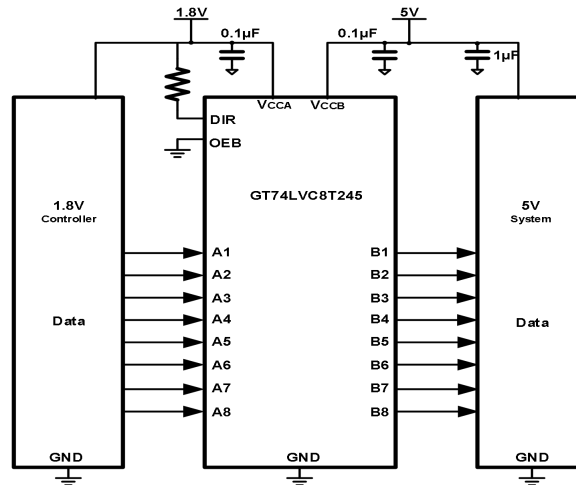 1.8V
5V
0.1µF
0.1µF
1µF
VCCA
VCCB
DIR
OEB
GT74LVC8T245
1.8V
Controller
5V
System
A1
B1
A2
B2
A3
B3
Data
A4
B4
Data
A5
B5
A6
B6
A7
B7
A8
B8
GND
GND
GND